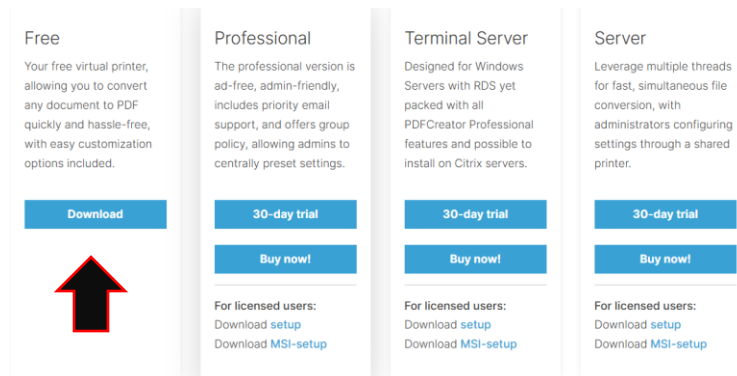 Free
Your free virtual printer,
allowing you to convert
any document to PDF
quickly and hassle-free,
with easy customization
options included.
Download
Professional
The professional version is
ad-free, admin-friendly,
includes priority email
support, and offers group
policy, allowing admins to
centrally preset settings.
30-day trial
Buy now!
For licensed users:
Download setup
Download MSI-setup
Terminal Server
Designed for Windows
Servers with RDS yet
packed with all
PDFCreator Professional
features and possible to
install on Citrix servers.
30-day trial
Buy now!
For licensed users:
Download setup
Download MSI-setup
Server
Leverage multiple threads
for fast, simultaneous file
conversion, with
administrators configuring
settings through a shared
printer.
30-day trial
Buy now!
For licensed users:
Download setup
Download MSI-setup